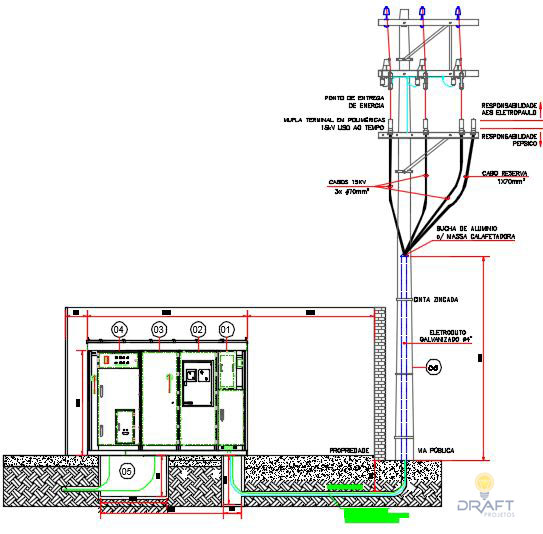 PONTO DE ENTREGA
DE ENERGIA
RESPONSABILIDADE
AES ELETROPAULO
MUFLA TERMINAL EM POLIMÉRICAS
15kV USO AO TEMPO
RESPONSABILIDADE
PEPSICO
CABOS 15KV
3x #70mm²
CABO RESERVA
1X70mm²
BUCHA DE ALUMINIO
c/ MASSA CALAFETADORA
CINTA ZINCADA
ELETRODUTO
GALVANIZADO #4"
06
04
03
02
01
05
PROPRIEDADE
VIA PÚBLICA
DRAFT
PROJETOS